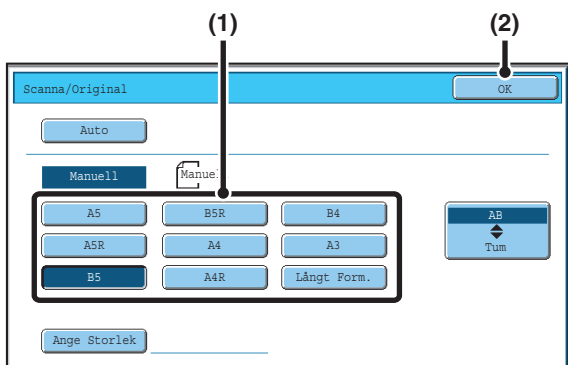 (1) (2)
Scanna/Original OK
Auto
Manuell Manue
A5 B5R B4 AB
A5R A4 A3 Tum
B5 A4R Långt Form.
Ange Storlek